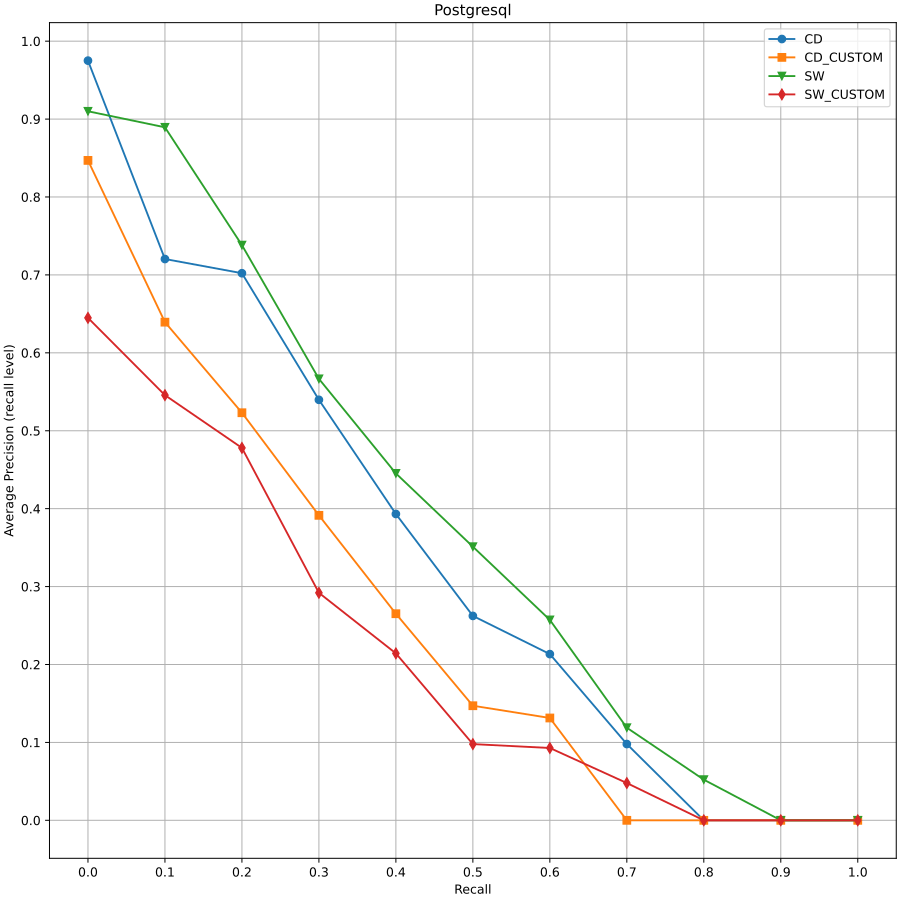 Postgresql
CD
CD_CUSTOM
SW
SW_CUSTOM
Average Precision (recall level)
1.0
0.9
0.8
0.7
0.6
0.5
0.4
0.3
0.2
0.1
0.0
0.0 0.1 0.2 0.3 0.4 0.5 0.6 0.7 0.8 0.9 1.0
Recall